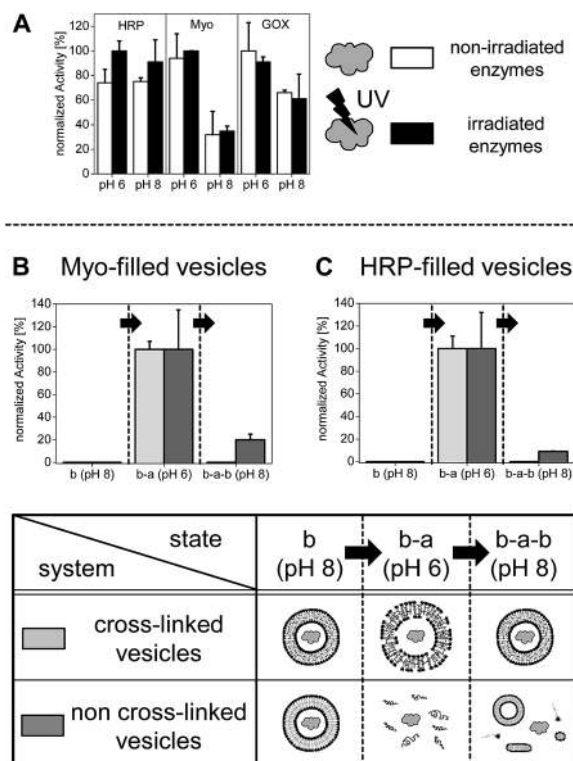 A
HRP Myo GOX
normalized Activity [%]
120
100
80
60
40
20
0
pH 6 pH 8 pH 6 pH 8 pH 6 pH 8
non-irradiated
enzymes
UV
irradiated
enzymes
B Myo-filled vesicles
normalized Activity [%]
140
120
100
80
60
40
20
0
b (pH 8) b-a (pH 6) b-a-b (pH 8)
C HRP-filled vesicles
normalized Activity [%]
140
120
100
80
60
40
20
0
b (pH 8) b-a (pH 6) b-a-b (pH 8)
state
system
b
(pH 8)
b-a
(pH 6)
b-a-b
(pH 8)
cross-linked
vesicles
non cross-linked
vesicles